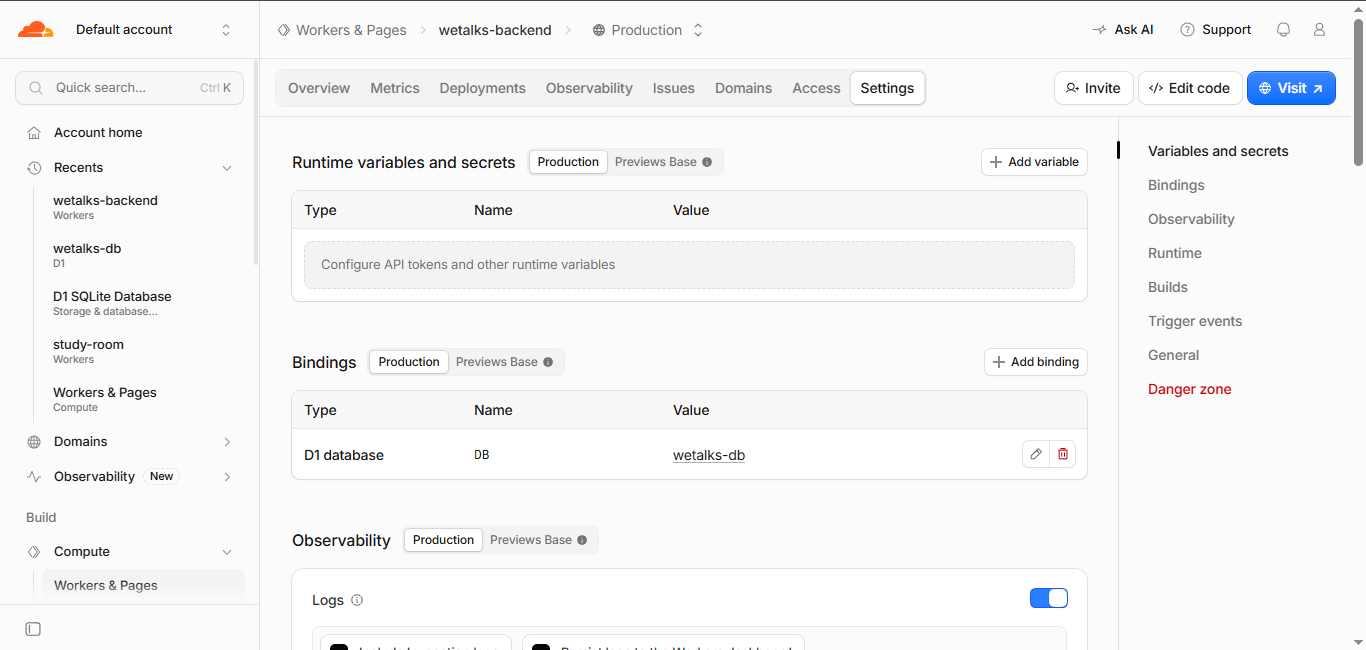 Default account
Workers & Pages
wetalks-backend
Production
Ask AI
Support
Quick search...
Ctrl K
Overview
Metrics
Deployments
Observability
Issues
Domains
Access
Settings
Invite
Edit code
Visit
Account home
Recents
wetalks-backend
Workers
wetalks-db
D1
D1 SQLite Database
Storage & database...
study-room
Workers
Workers & Pages
Compute
Domains
Observability New
Build
Compute
Workers & Pages
Runtime variables and secrets
Production
Previews Base
Add variable
Type Name Value
Configure API tokens and other runtime variables
Bindings
Production
Previews Base
Add binding
Type Name Value
D1 database DB wetalks-db
Observability
Production
Previews Base
Logs
Variables and secrets
Bindings
Observability
Runtime
Builds
Trigger events
General
Danger zone